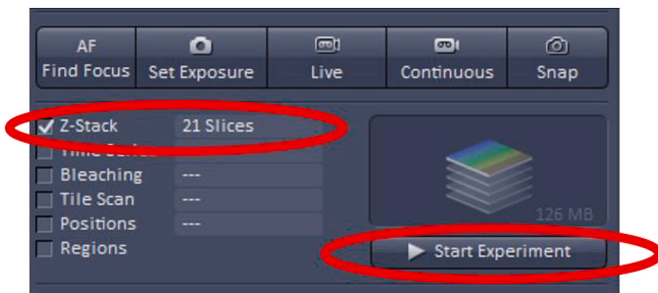 AF
Find Focus
Set Exposure
Live
Continuous
Snap
Z-Stack 21 Slices
Bleaching ---
Tile Scan ---
Positions ---
Regions
126 MB
Start Experiment